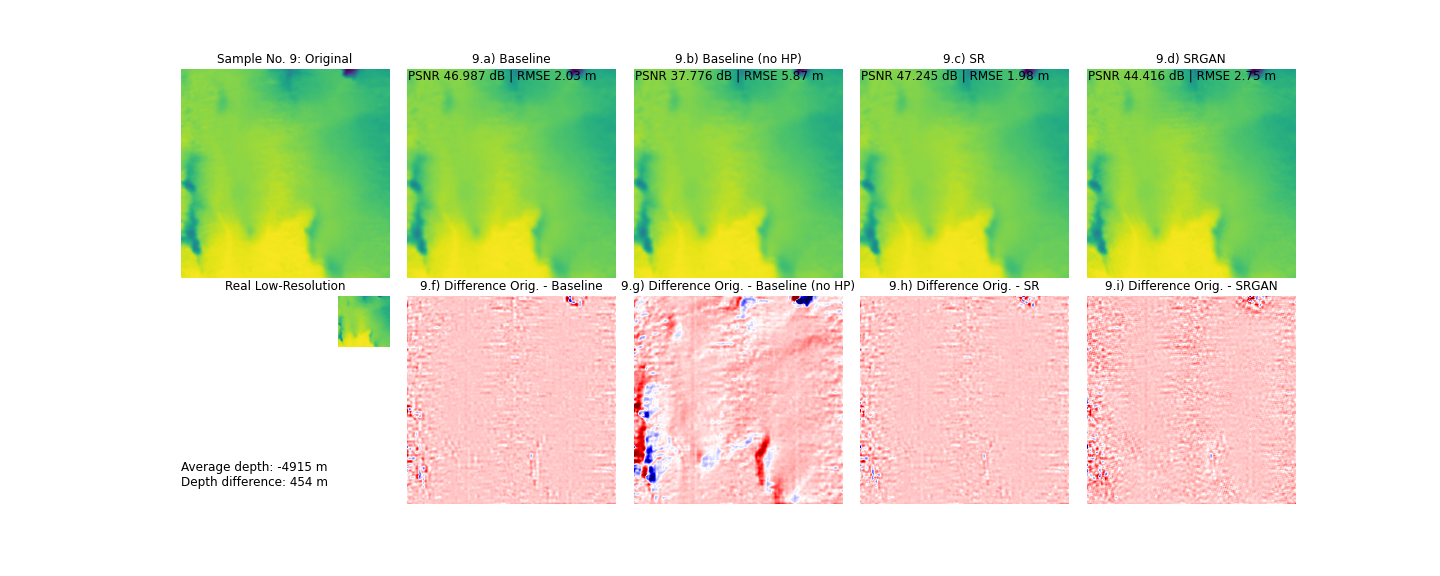 Sample No. 9: Original
9.a) Baseline
9.b) Baseline (no HP)
9.c) SR
9.d) SRGAN
PSNR 46.987 dB | RMSE 2.03 m
PSNR 37.776 dB | RMSE 5.87 m
PSNR 47.245 dB | RMSE 1.98 m
PSNR 44.416 dB | RMSE 2.75 m
Real Low-Resolution
9.f) Difference Orig. - Baseline
9.g) Difference Orig. - Baseline (no HP)
9.h) Difference Orig. - SR
9.i) Difference Orig. - SRGAN
Average depth: -4915 m
Depth difference: 454 m